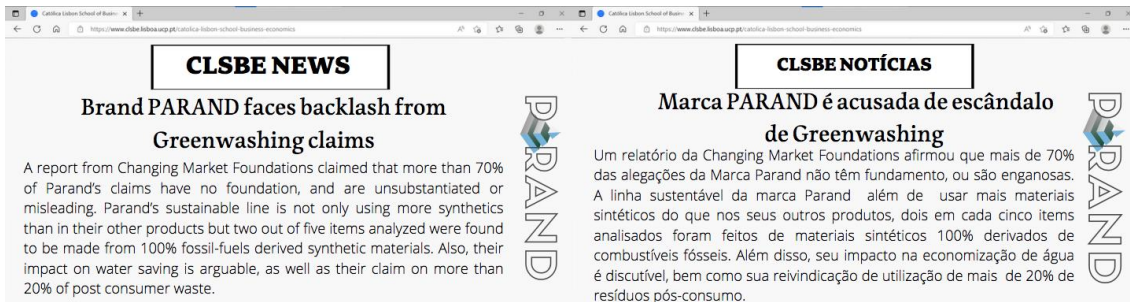 Católica Lisbon School of Busine
https://www.clsbe.lisboa.ucp.pt/catolica-lisbon-school-business-economics
CLSBE NEWS
Brand PARAND faces backlash from
Greenwashing claims
A report from Changing Market Foundations claimed that more than 70%
of Parand's claims have no foundation, and are unsubstantiated or
misleading. Parand's sustainable line is not only using more synthetics
than in their other products but two out of five items analyzed were found
to be made from 100% fossil-fuels derived synthetic materials. Also, their
impact on water saving is arguable, as well as their claim on more than
20% of post consumer waste.
PARAND
Católica Lisbon School of Busine
https://www.clsbe.lisboa.ucp.pt/catolica-lisbon-school-business-economics
CLSBE NOTÍCIAS
Marca PARAND é acusada de escândalo
de Greenwashing
Um relatório da Changing Market Foundations afirmou que mais de 70%
das alegações da Marca Parand não têm fundamento, ou são enganosas.
A linha sustentável da marca Parand além de usar mais materiais
sintéticos do que nos seus outros produtos, dois em cada cinco items
analisados foram feitos de materiais sintéticos 100% derivados de
combustíveis fósseis. Além disso, seu impacto na economização de água
é discutível, bem como sua reivindicação de utilização de mais de 20% de
resíduos pós-consumo.
PARAND